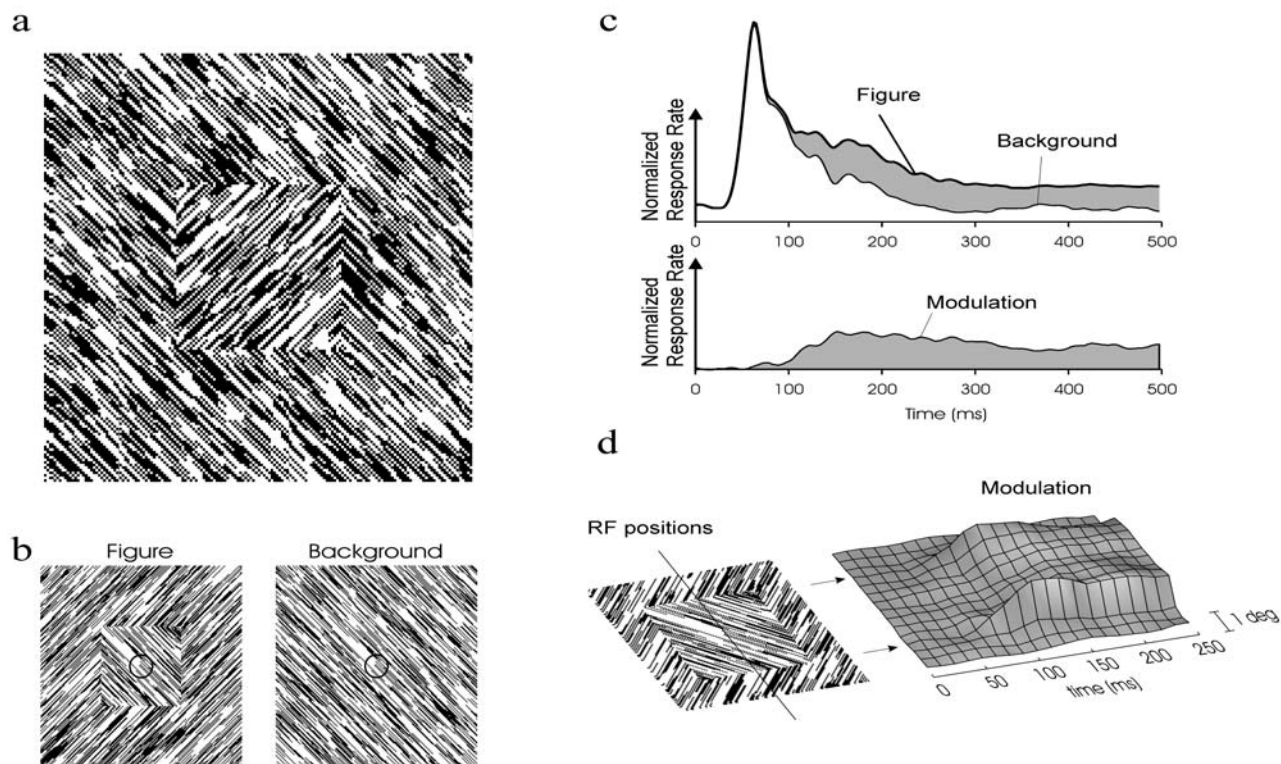 a
b
Figure
Background
c
Normalized
Response Rate
Figure
Background
0 100 200 300 400 500
Normalized
Response Rate
Modulation
0 100 200 300 400 500
Time (ms)
d
Modulation
RF positions
1 deg
0 50 100 150 200 250
time (ms)